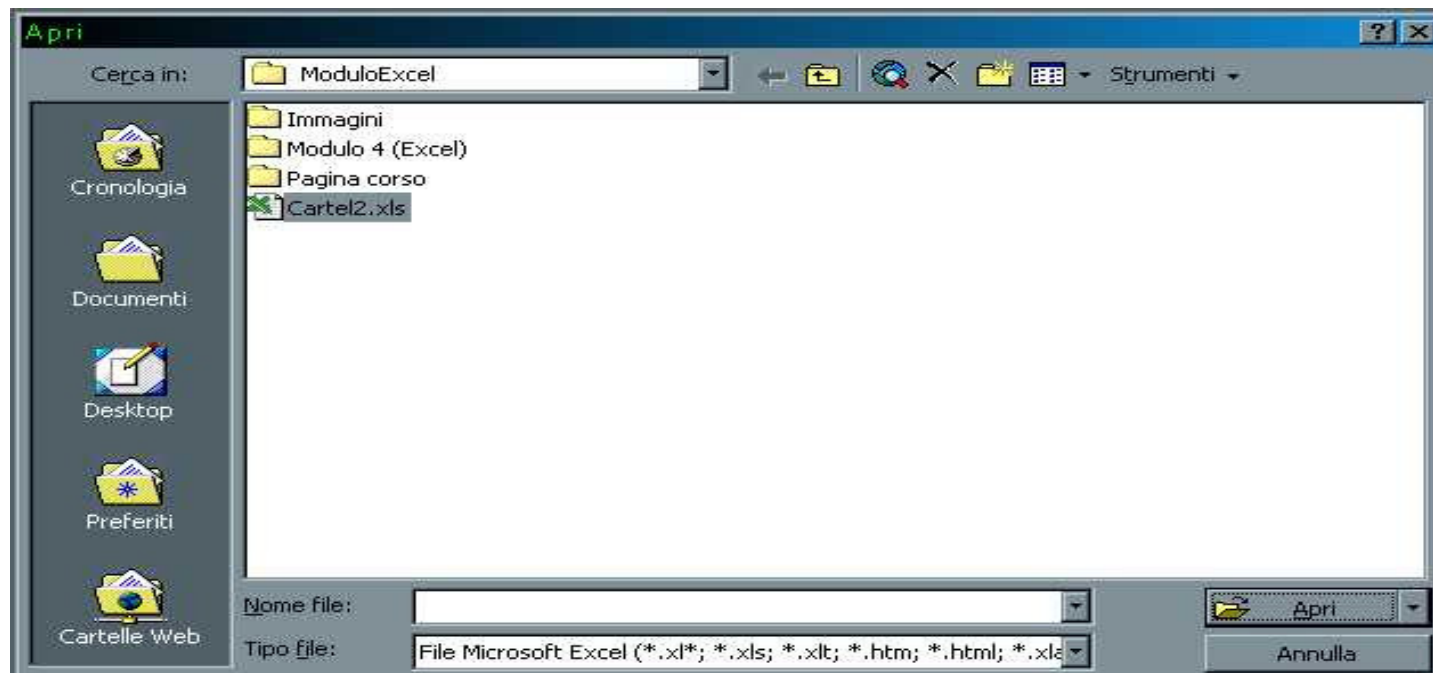 Apri
Cerca in: ModuloExcel Strumenti
Immagini
Modulo 4 (Excel)
Pagina corso
Cartel2.xls
Cronologia
Documenti
Desktop
Preferiti
Cartelle Web
Nome file: Apri
Tipo file: File Microsoft Excel (*.xl*; *.xls; *.xlt; *.htm; *.html; *.xla Annulla